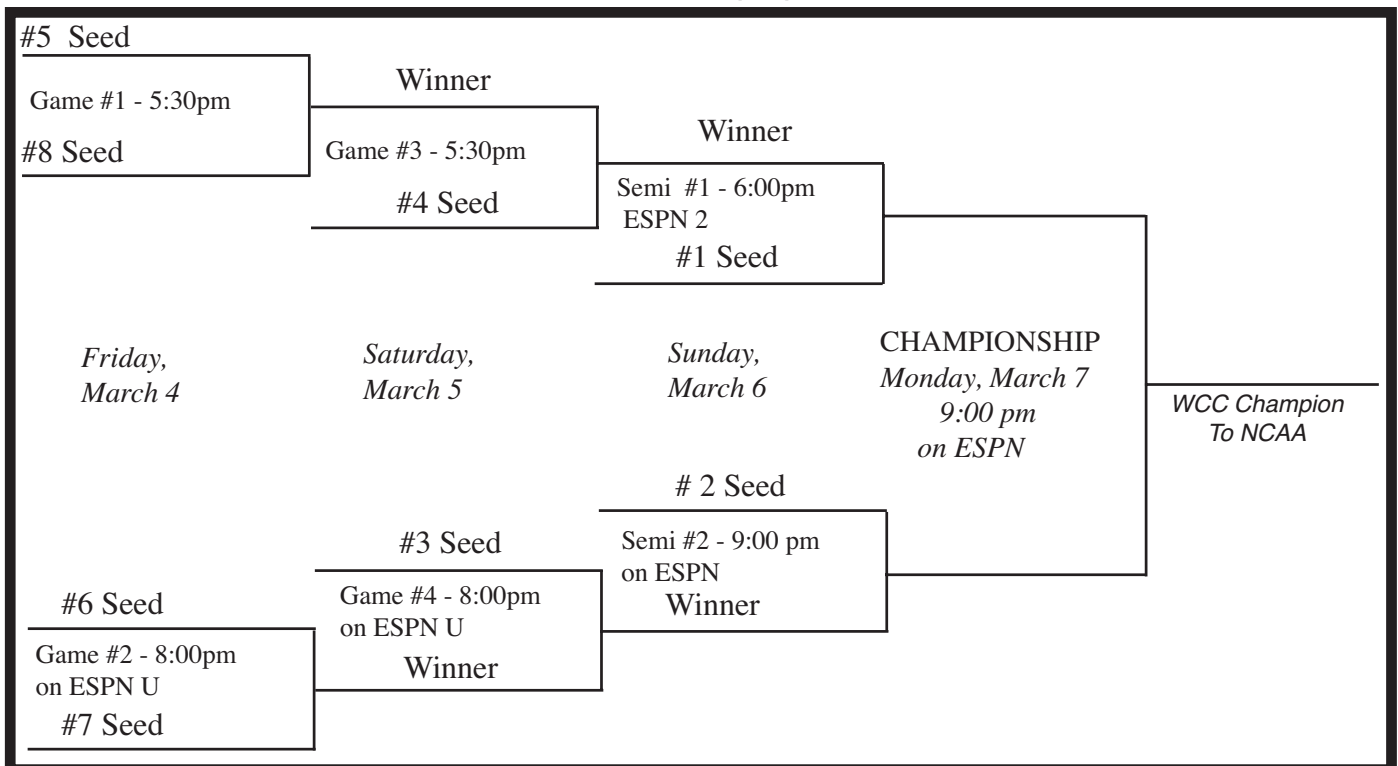 #5 Seed
Game #1 - 5:30pm
#8 Seed
Winner
Game #3 - 5:30pm
#4 Seed
Winner
Semi #1 - 6:00pm
ESPN 2
#1 Seed
Friday,
March 4
Saturday,
March 5
Sunday,
March 6
CHAMPIONSHIP
Monday, March 7
9:00 pm
on ESPN
WCC Champion
To NCAA
# 2 Seed
Semi #2 - 9:00 pm
on ESPN
Winner
#3 Seed
Game #4 - 8:00pm
on ESPN U
Winner
#6 Seed
Game #2 - 8:00pm
on ESPN U
#7 Seed